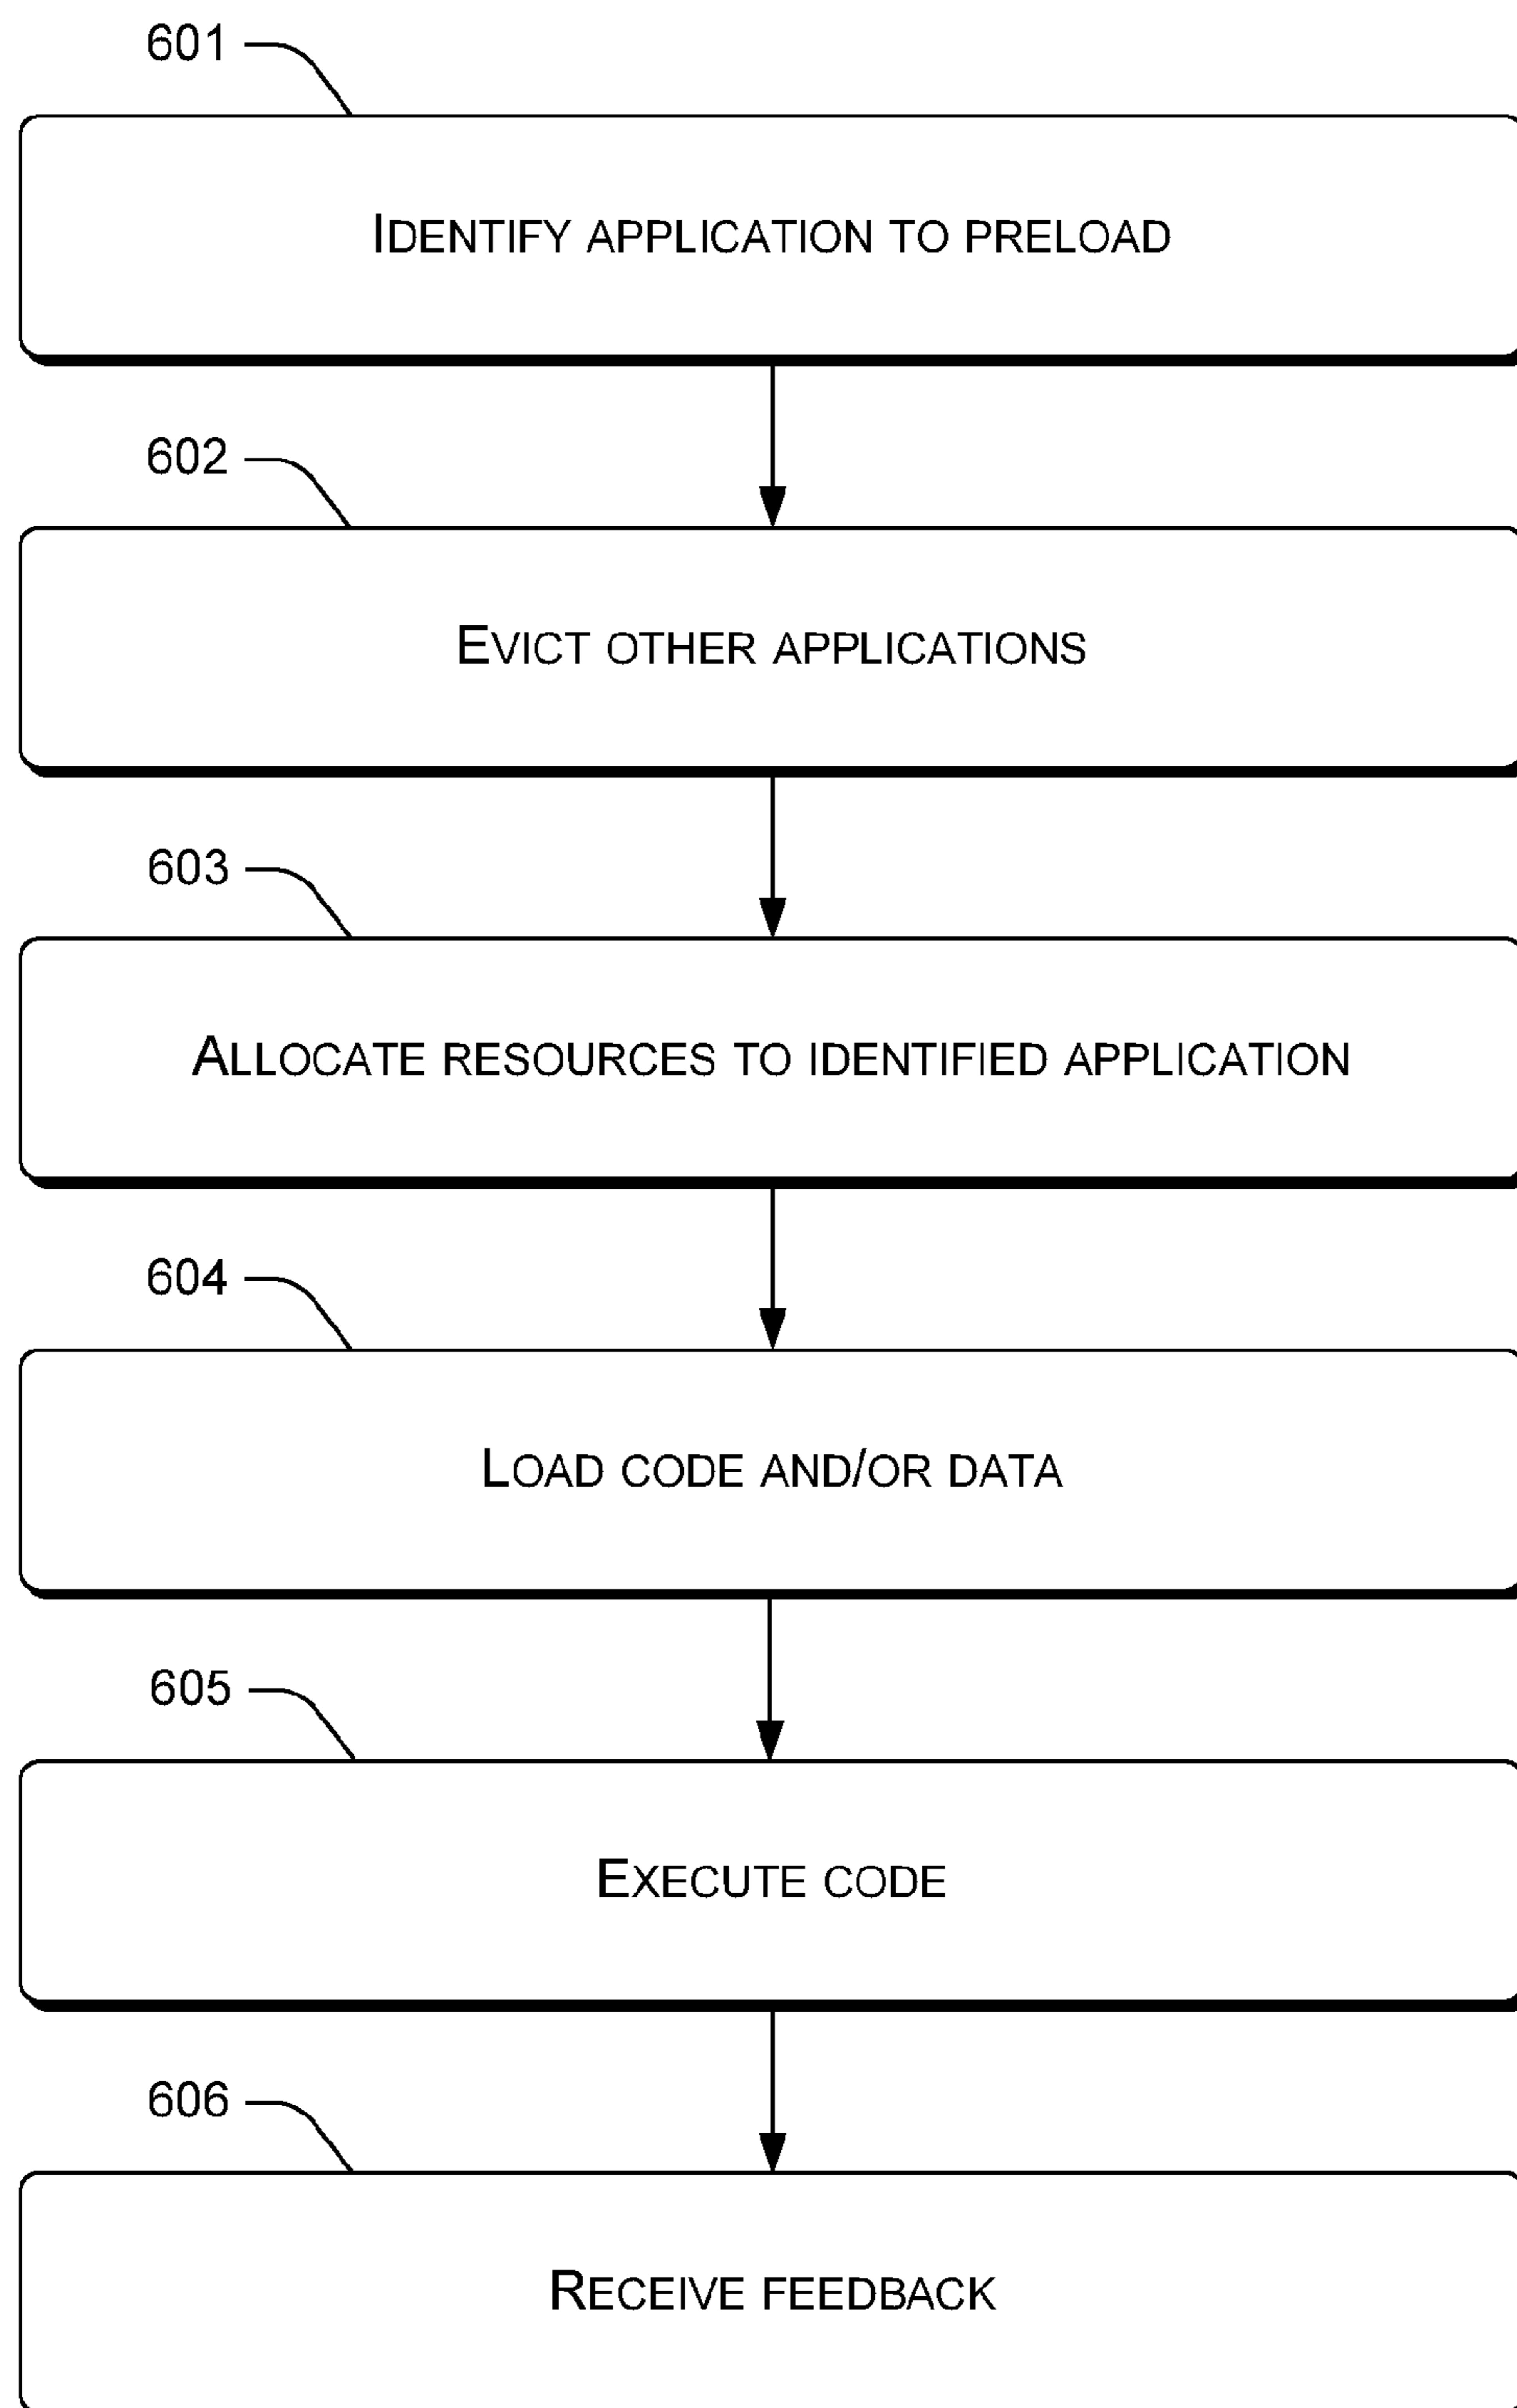 601
IDENTIFY APPLICATION TO PRELOAD
602
EVICT OTHER APPLICATIONS
603
ALLOCATE RESOURCES TO IDENTIFIED APPLICATION
604
LOAD CODE AND/OR DATA
605
EXECUTE CODE
606
RECEIVE FEEDBACK